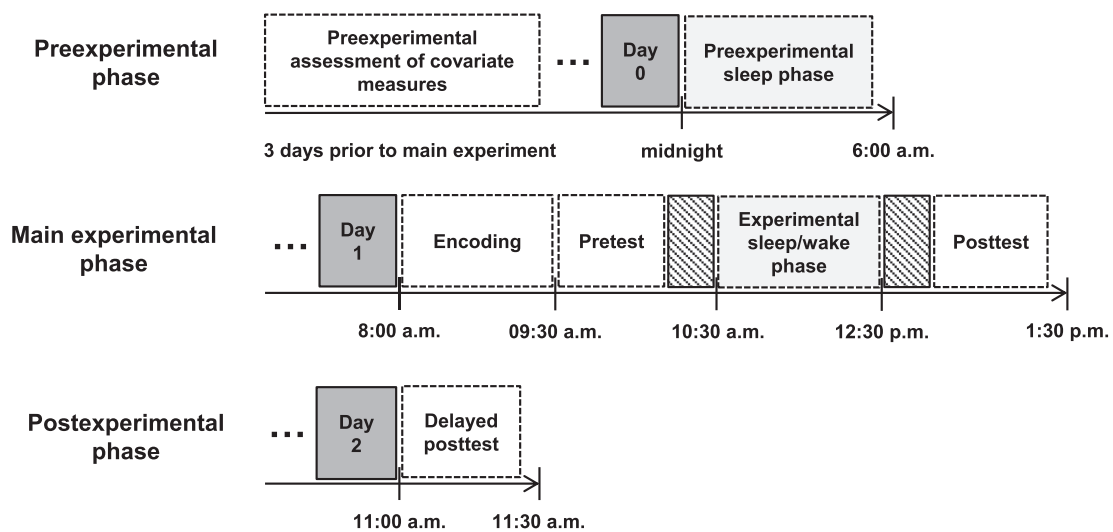 Preexperimental
phase
Preexperimental
assessment of covariate
measures
...
Day
0
Preexperimental
sleep phase
3 days prior to main experiment
midnight
6:00 a.m.
Main experimental
phase
...
Day
1
Encoding
Pretest
Experimental
sleep/wake
phase
Posttest
8:00 a.m.
09:30 a.m.
10:30 a.m.
12:30 p.m.
1:30 p.m.
Postexperimental
phase
...
Day
2
Delayed
posttest
11:00 a.m.
11:30 a.m.